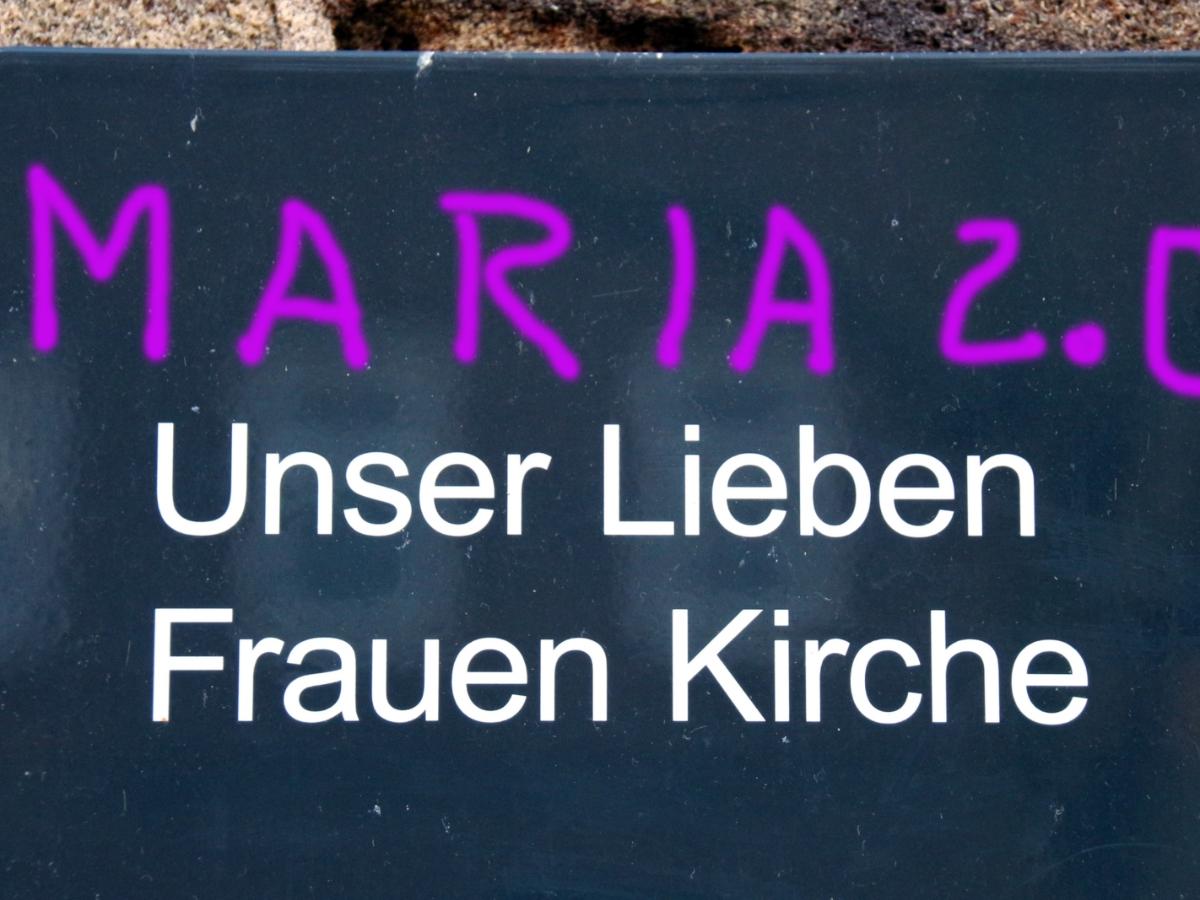 MARIA 2.0
Unser Lieben
Frauen Kirche